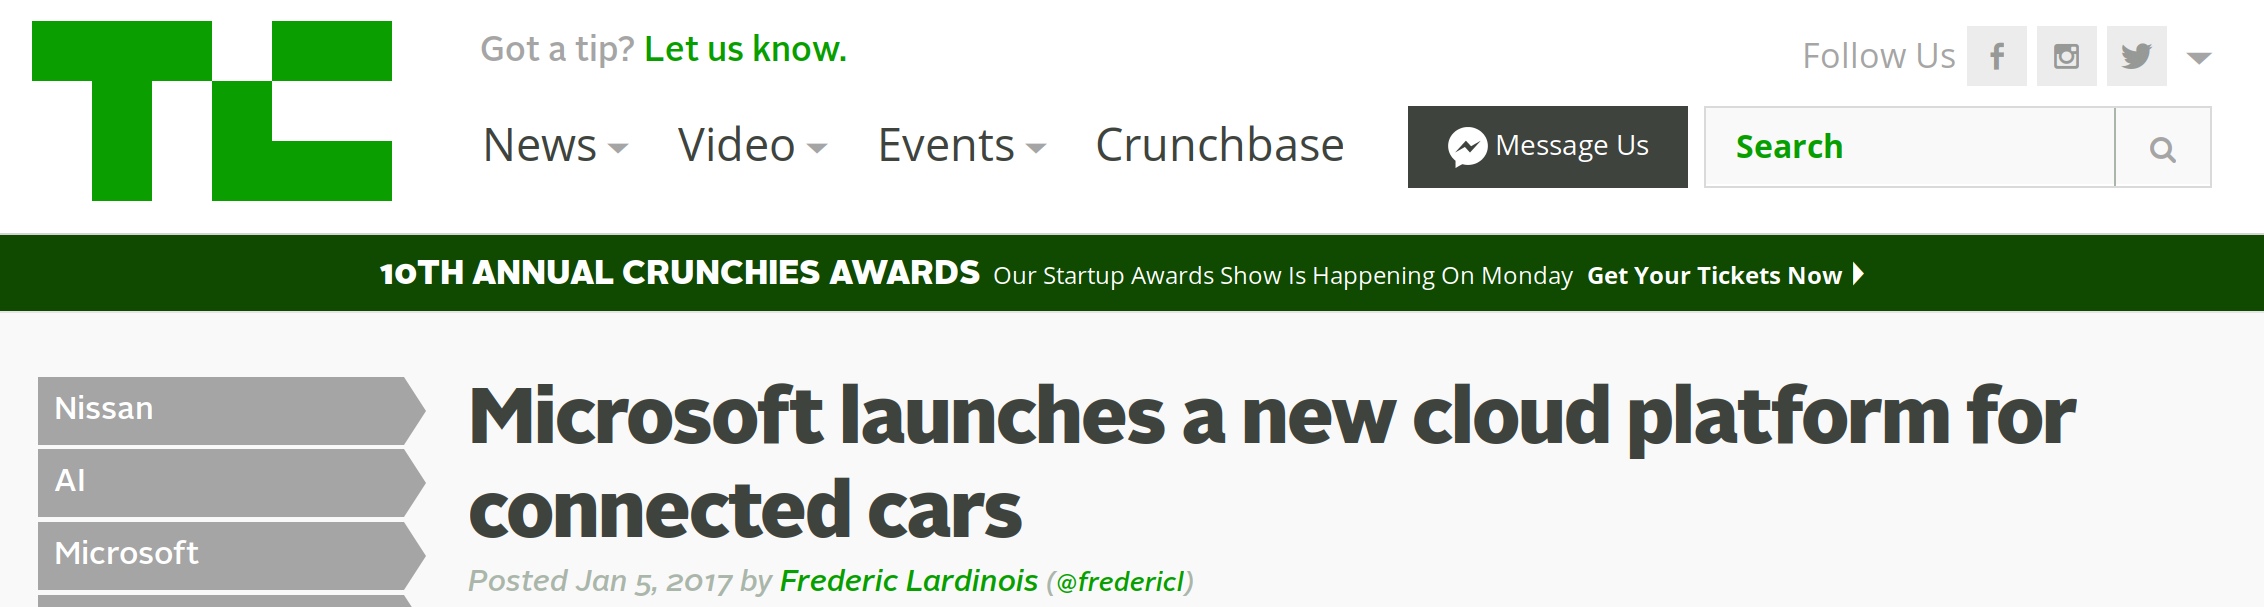 TC
Got a tip? Let us know.
Follow Us
News Video Events Crunchbase
Message Us
Search
10TH ANNUAL CRUNCHIES AWARDS Our Startup Awards Show Is Happening On Monday Get Your Tickets Now
Nissan
AI
Microsoft
Microsoft launches a new cloud platform for
connected cars
Posted Jan 5, 2017 by Frederic Lardinois (@fredericl)